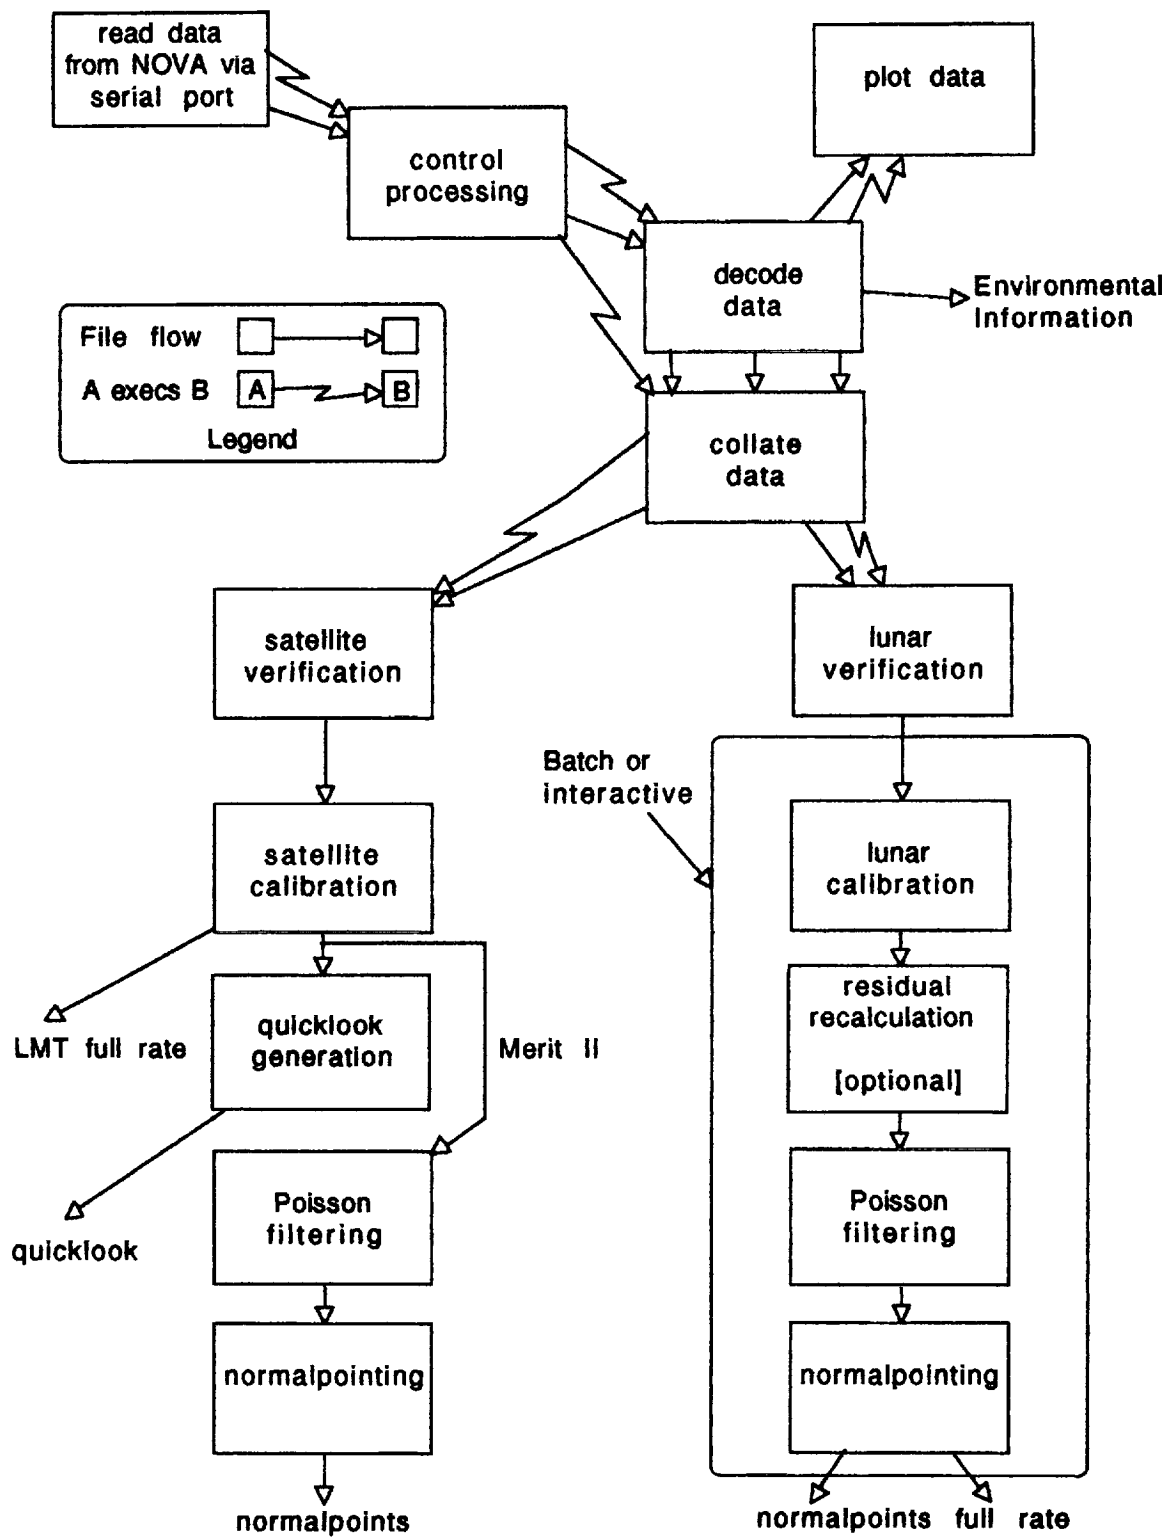 read data
from NOVA via
serial port
plot data
control
processing
decode
data
Environmental
Information
File flow
A execs B
A
B
Legend
collate
data
satellite
verification
lunar
verification
Batch or
interactive
satellite
calibration
lunar
calibration
LMT full rate
quicklook
generation
Merit II
residual
recalculation
[optional]
quicklook
Poisson
filtering
Poisson
filtering
normalpointing
normalpointing
normalpoints
normalpoints full rate